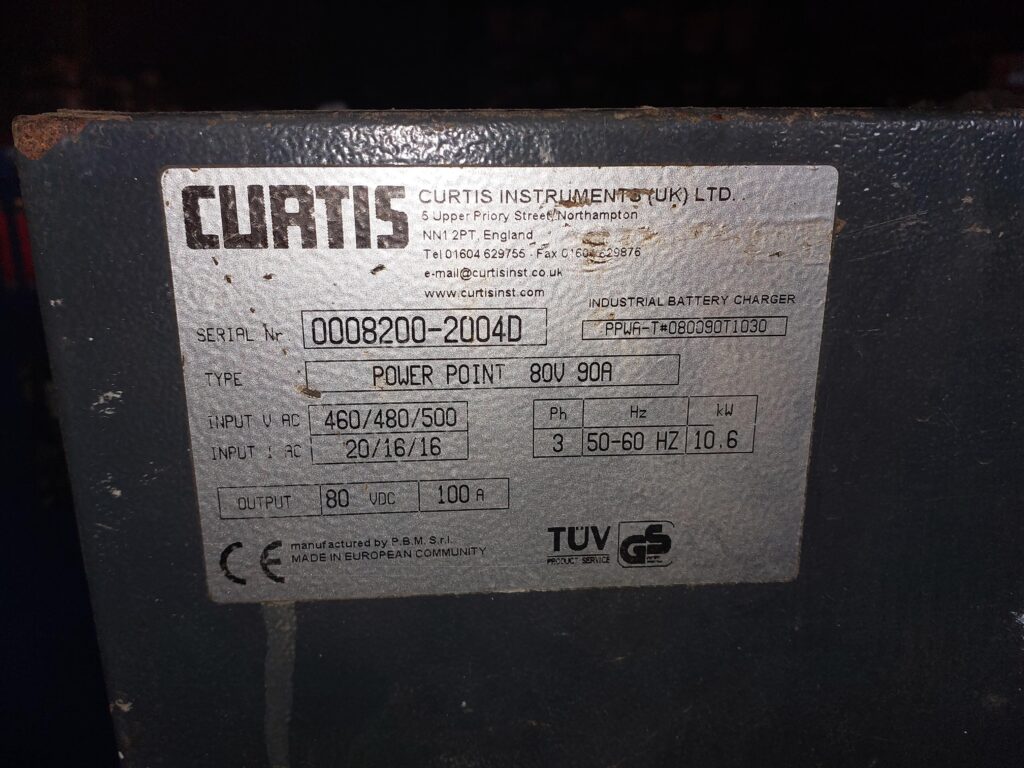 CURTIS
CURTIS INSTRUMENTS (UK) LTD.
5 Upper Priory Street, Northampton
NN1 2PT, England
Tel 01604 629755 - Fax 01604 629876
e-mail@curtisinst.co.uk
www.curtisinst.com
INDUSTRIAL BATTERY CHARGER
SERIAL Nr 0008200-2004D PPWA-T#080090T1030
TYPE POWER POINT 80V 90A
INPUT V AC 460/480/500 Ph Hz kW
INPUT I AC 20/16/16 3 50-60 HZ 10.6
OUTPUT 80 VDC 100 A
CE manufactured by P.B.M. S.r.l.
MADE IN EUROPEAN COMMUNITY
TÜV GS
PRODUCT SERVICE